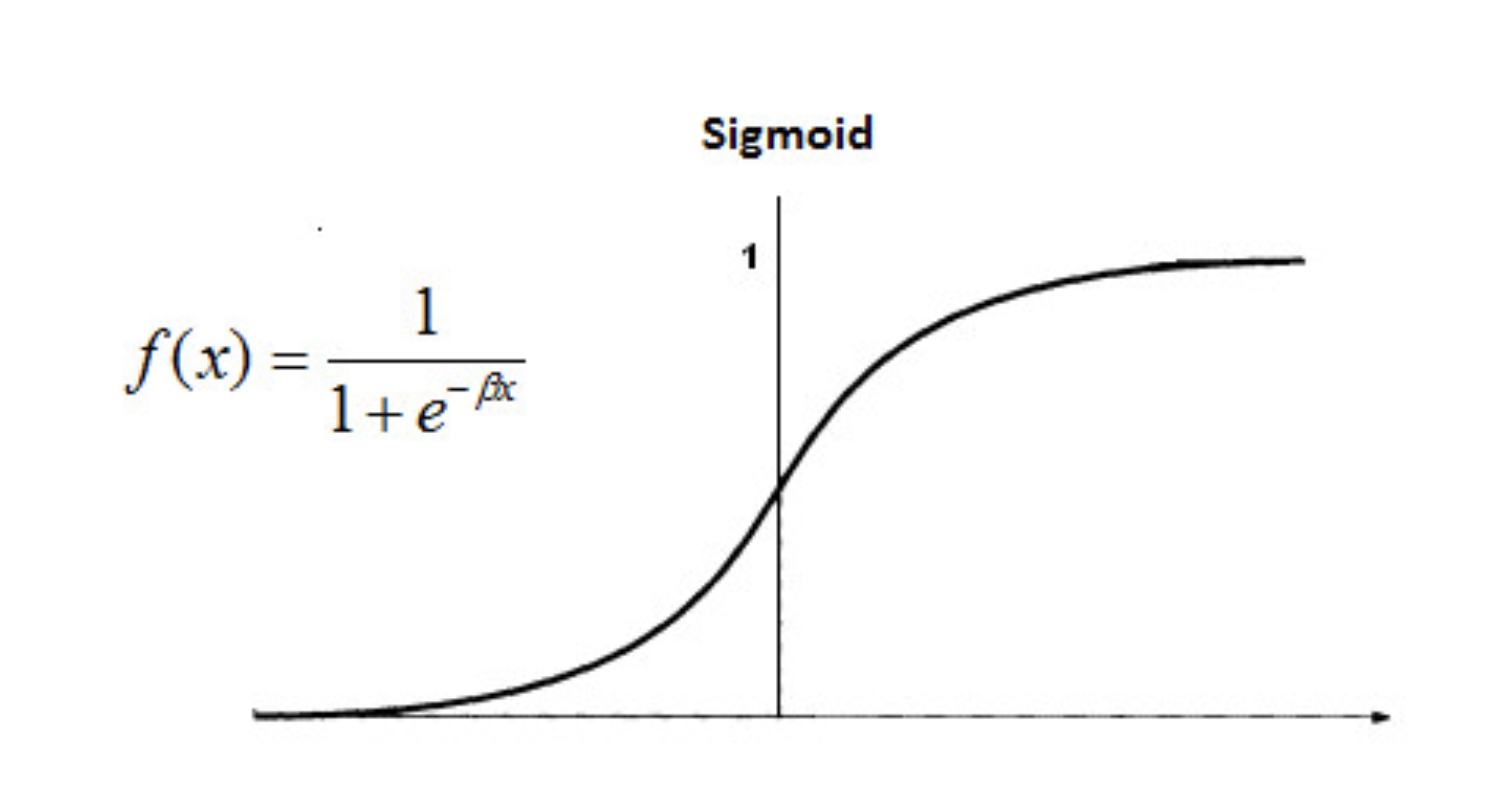 Sigmoid
1
f(x) = 1 / (1 + e^{-βx})